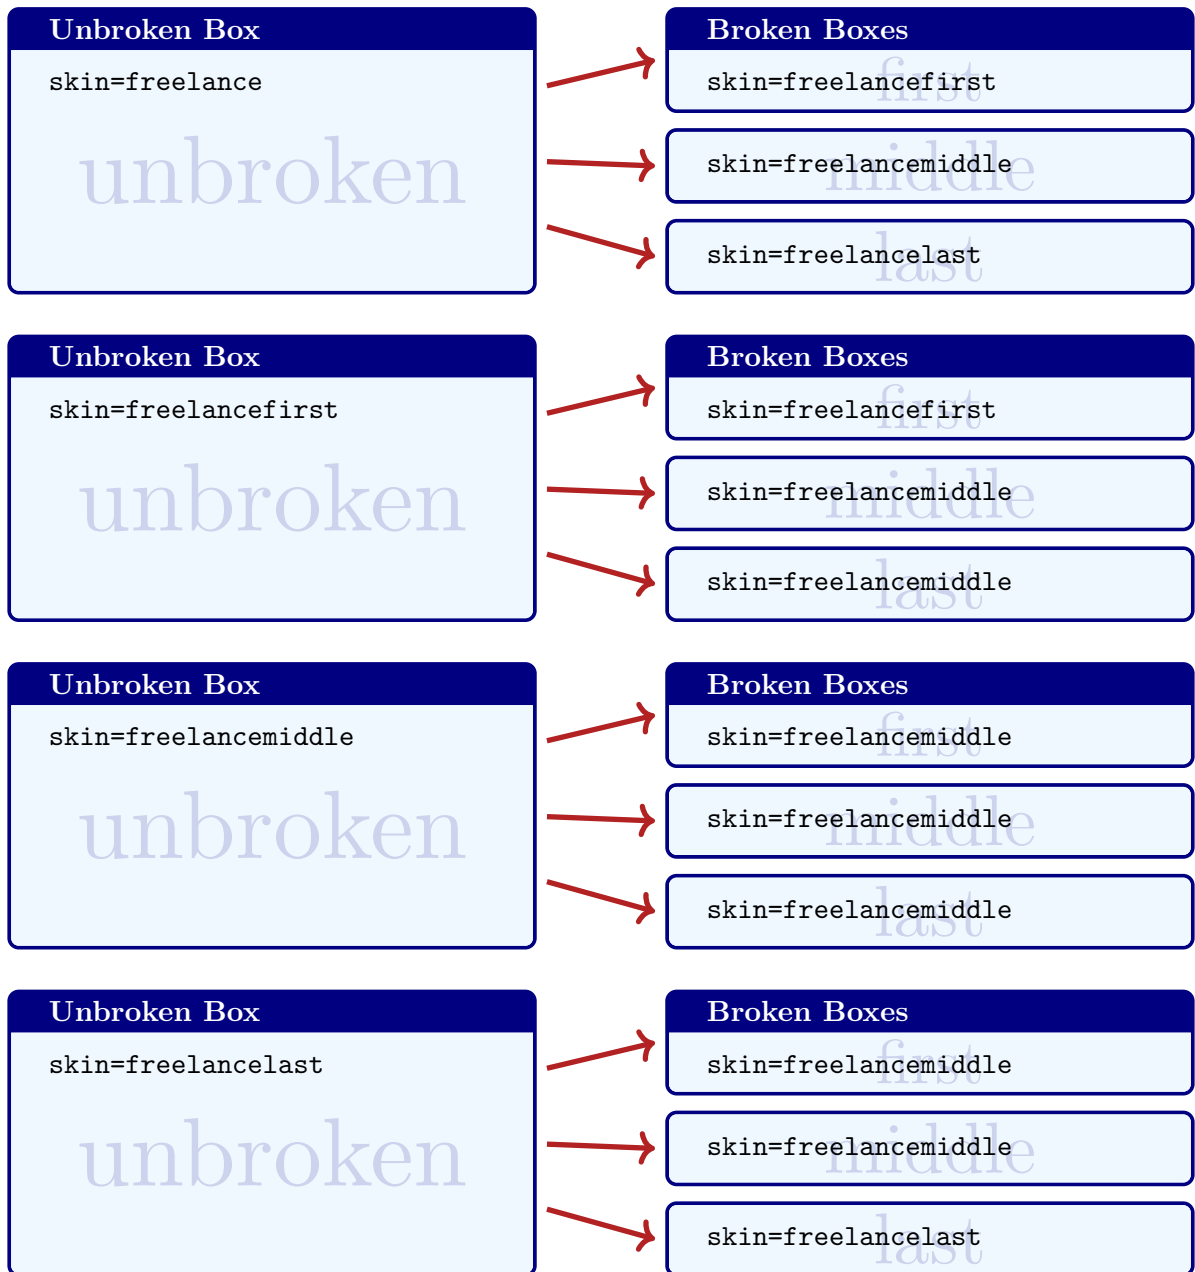 Unbroken Box
skin=freelance
unbroken
Broken Boxes
first
skin=freelancefirst
middle
skin=freelancemiddle
last
skin=freelancelast
Unbroken Box
skin=freelancefirst
unbroken
Broken Boxes
first
skin=freelancefirst
middle
skin=freelancemiddle
last
skin=freelancemiddle
Unbroken Box
skin=freelancemiddle
unbroken
Broken Boxes
first
skin=freelancemiddle
middle
skin=freelancemiddle
last
skin=freelancemiddle
Unbroken Box
skin=freelancelast
unbroken
Broken Boxes
first
skin=freelancemiddle
middle
skin=freelancemiddle
last
skin=freelancelast